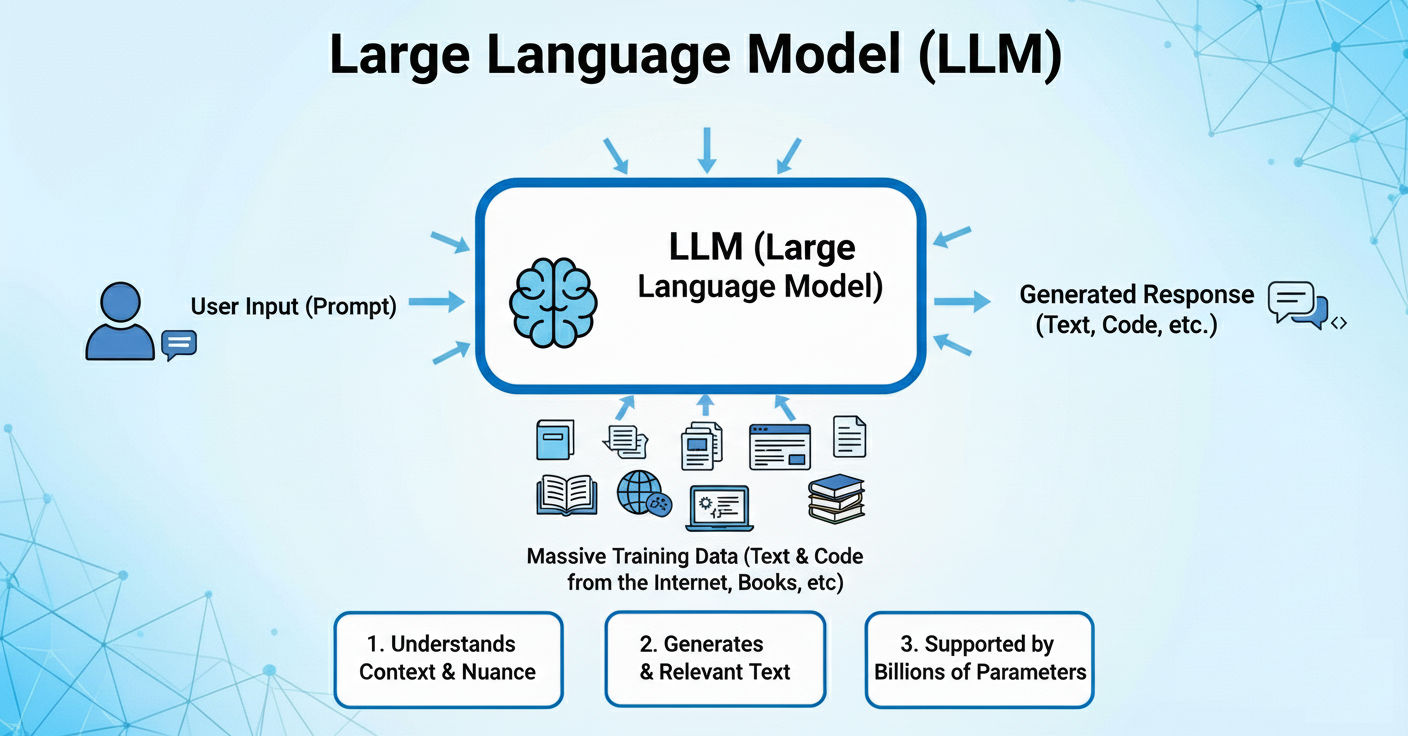 Large Language Model (LLM)
LLM (Large
Language Model)
User Input (Prompt)
Generated Response
(Text, Code, etc.)
Massive Training Data (Text & Code
from the Internet, Books, etc)
1. Understands
Context & Nuance
2. Generates
& Relevant Text
3. Supported by
Billions of Parameters